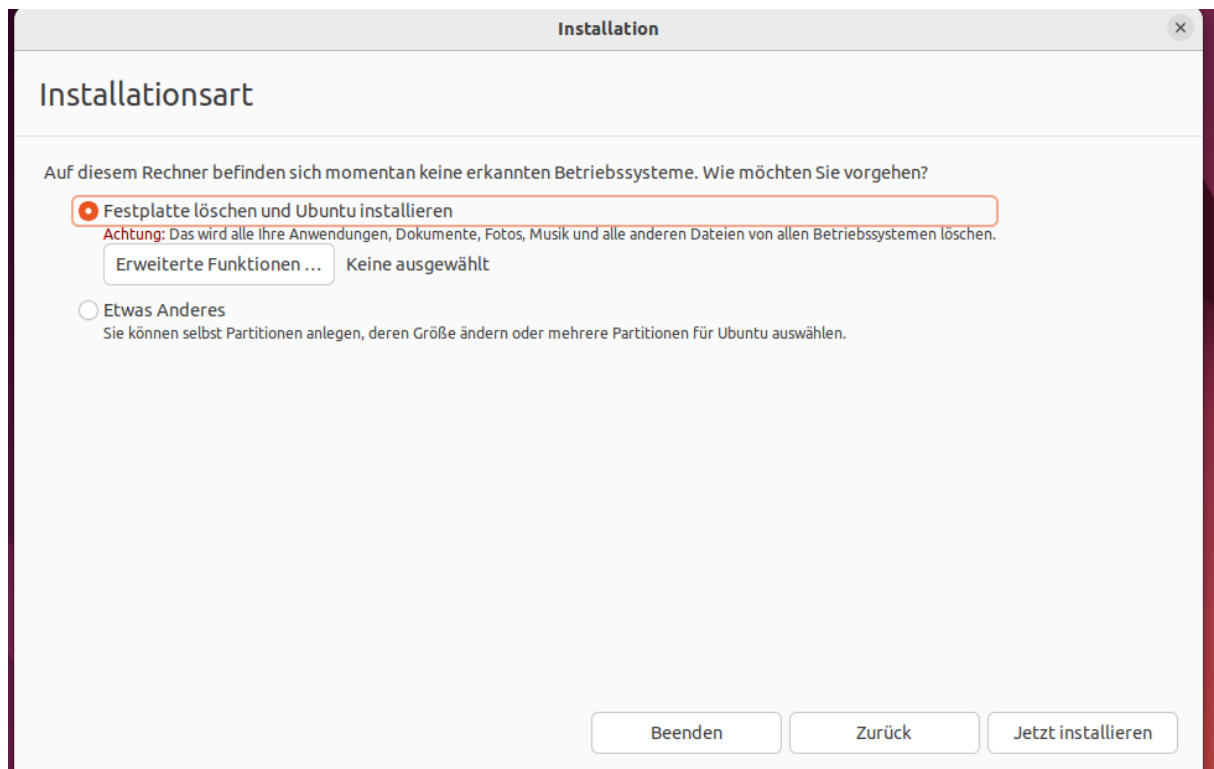 Installation
Installationsart
Auf diesem Rechner befinden sich momentan keine erkannten Betriebssysteme. Wie möchten Sie vorgehen?
Festplatte löschen und Ubuntu installieren
Achtung: Das wird alle Ihre Anwendungen, Dokumente, Fotos, Musik und alle anderen Dateien von allen Betriebssystemen löschen.
Erweiterte Funktionen … Keine ausgewählt
Etwas Anderes
Sie können selbst Partitionen anlegen, deren Größe ändern oder mehrere Partitionen für Ubuntu auswählen.
Beenden Zurück Jetzt installieren